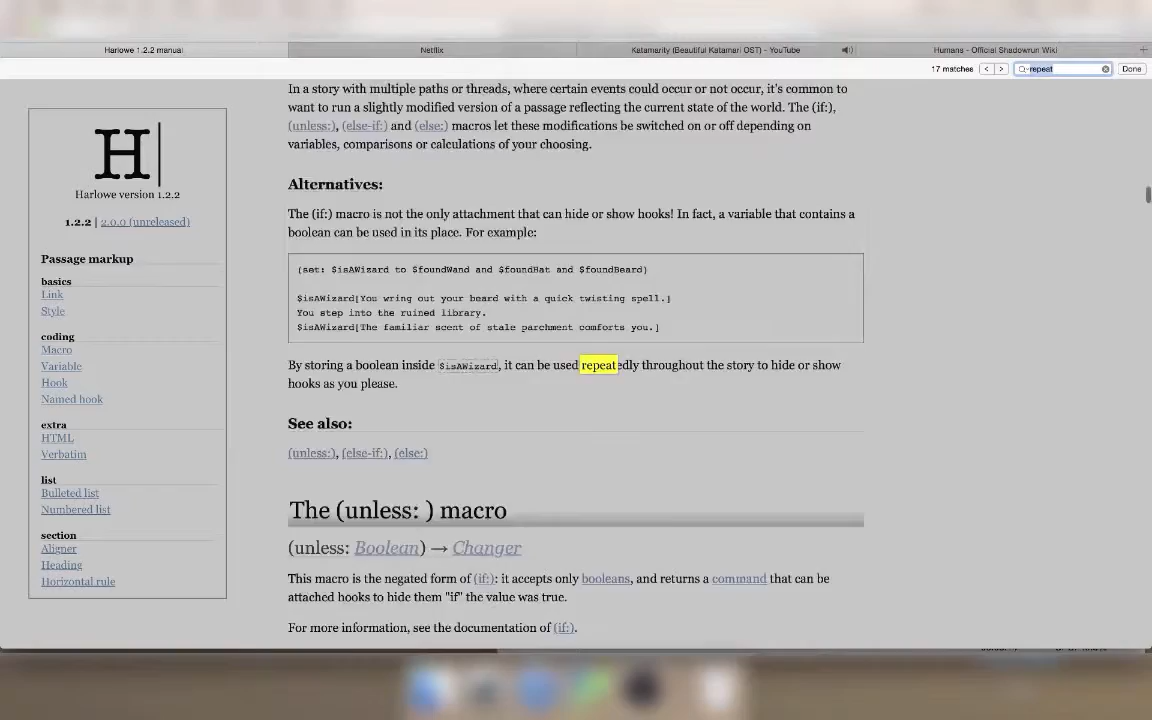 Harlowe 1.2.2 manual
Netflix
Katamarity (Beautiful Katamari OST) - YouTube
Humans - Official Shadowrun Wiki
17 matches
repeat
Done
H
Harlowe version 1.2.2
1.2.2 | 2.0.0 (unreleased)
Passage markup
basics
Link
Style
coding
Macro
Variable
Hook
Named hook
extra
HTML
Verbatim
list
Bulleted list
Numbered list
section
Aligner
Heading
Horizontal rule
In a story with multiple paths or threads, where certain events could occur or not occur, it's common to
want to run a slightly modified version of a passage reflecting the current state of the world. The (if:),
(unless:), (else-if:) and (else:) macros let these modifications be switched on or off depending on
variables, comparisons or calculations of your choosing.
Alternatives:
The (if:) macro is not the only attachment that can hide or show hooks! In fact, a variable that contains a
boolean can be used in its place. For example:
(set: $isAWizard to $foundWand and $foundHat and $foundBeard)
$isAWizard[You wring out your beard with a quick twisting spell.]
You step into the ruined library.
$isAWizard[The familiar scent of stale parchment comforts you.]
By storing a boolean inside $isAWizard, it can be used repeatedly throughout the story to hide or show
hooks as you please.
See also:
(unless:), (else-if:), (else:)
The (unless: ) macro
(unless: Boolean) → Changer
This macro is the negated form of (if:): it accepts only booleans, and returns a command that can be
attached hooks to hide them "if" the value was true.
For more information, see the documentation of (if:).